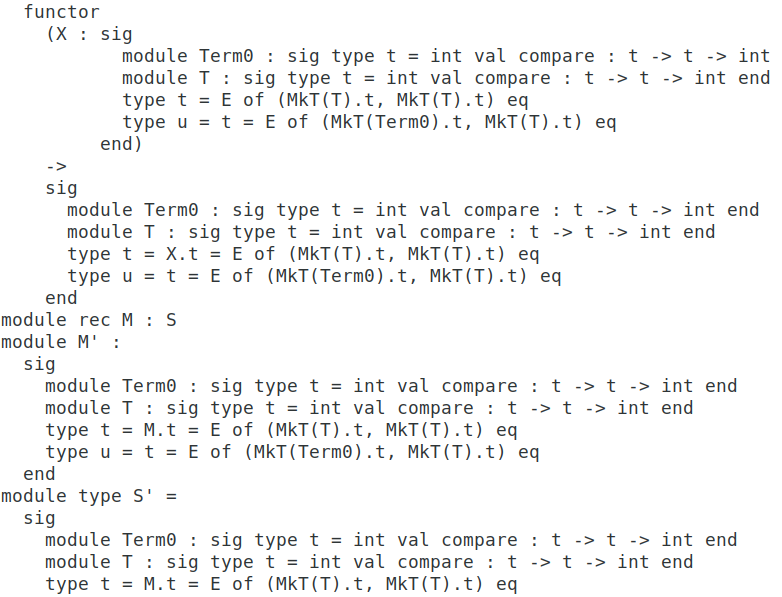 functor
    (X : sig
           module Term0 : sig type t = int val compare : t -> t -> int
           module T : sig type t = int val compare : t -> t -> int end
           type t = E of (MkT(T).t, MkT(T).t) eq
           type u = t = E of (MkT(Term0).t, MkT(T).t) eq
         end)
    ->
    sig
      module Term0 : sig type t = int val compare : t -> t -> int end
      module T : sig type t = int val compare : t -> t -> int end
      type t = X.t = E of (MkT(T).t, MkT(T).t) eq
      type u = t = E of (MkT(Term0).t, MkT(T).t) eq
    end
module rec M : S
module M' :
  sig
    module Term0 : sig type t = int val compare : t -> t -> int end
    module T : sig type t = int val compare : t -> t -> int end
    type t = M.t = E of (MkT(T).t, MkT(T).t) eq
    type u = t = E of (MkT(Term0).t, MkT(T).t) eq
  end
module type S' =
  sig
    module Term0 : sig type t = int val compare : t -> t -> int end
    module T : sig type t = int val compare : t -> t -> int end
    type t = M.t = E of (MkT(T).t, MkT(T).t) eq